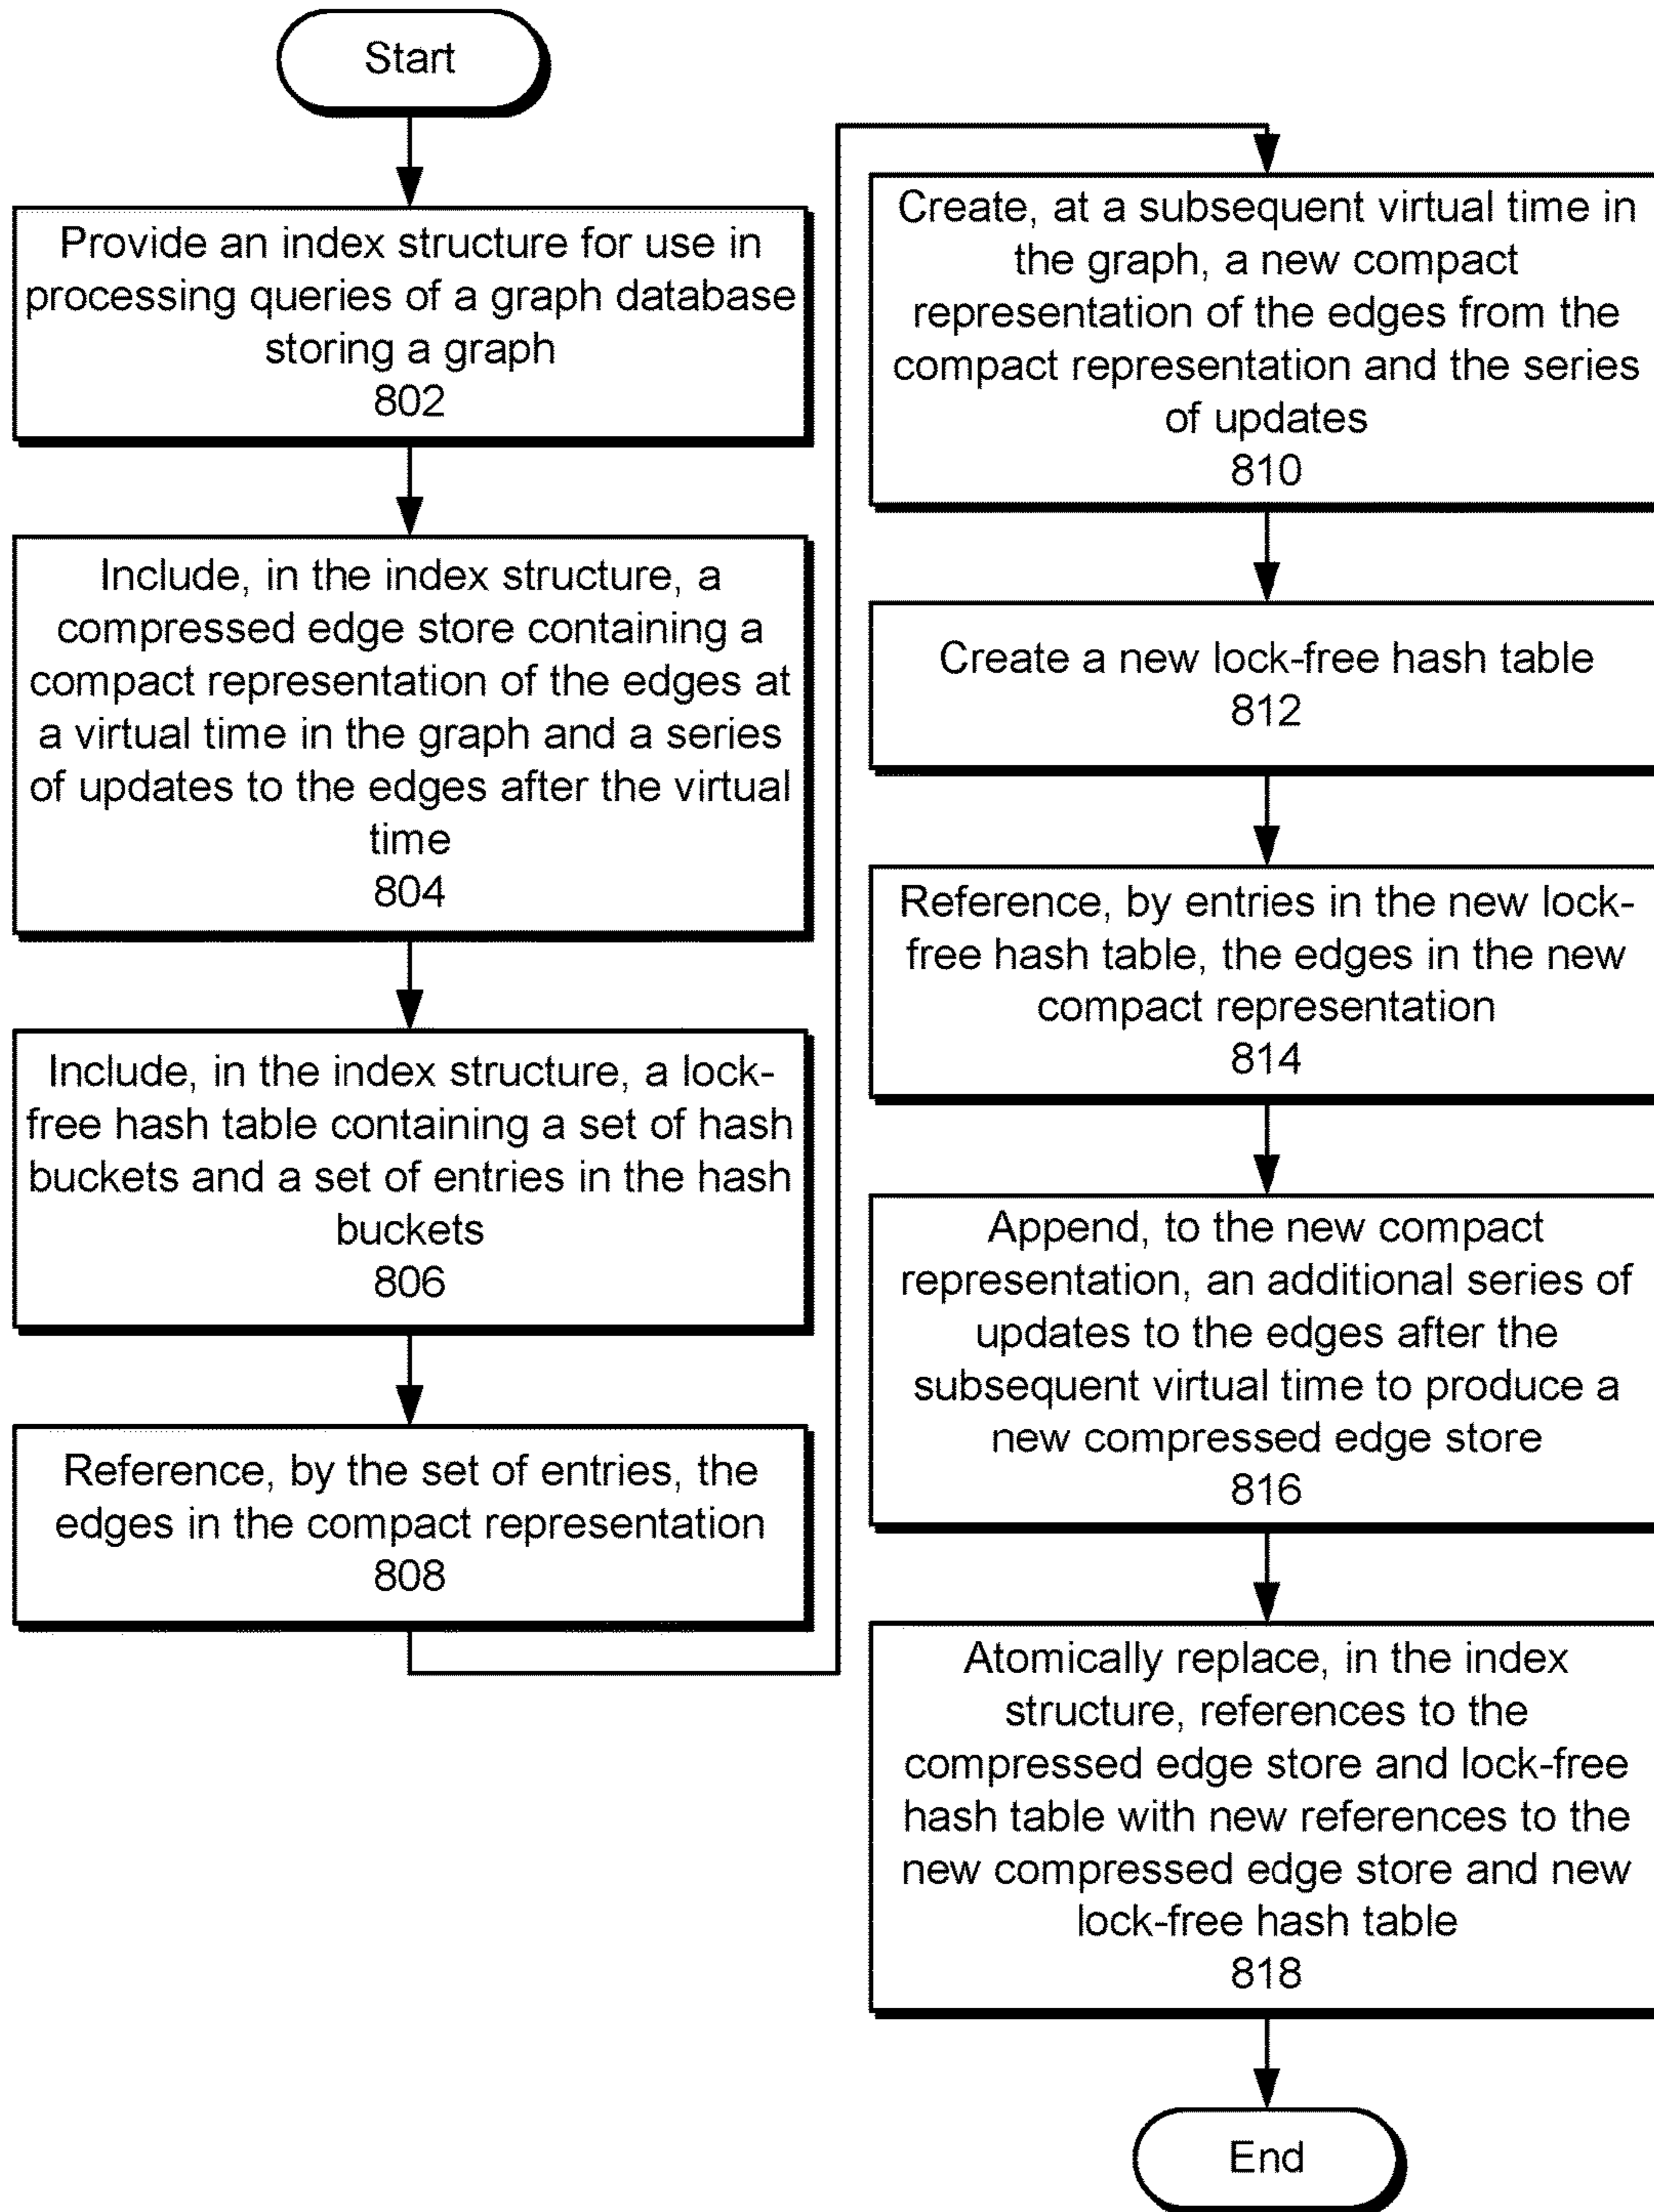 Start
Provide an index structure for use in
processing queries of a graph database
storing a graph
802
Include, in the index structure, a
compressed edge store containing a
compact representation of the edges at
a virtual time in the graph and a series
of updates to the edges after the virtual
time
804
Include, in the index structure, a lock-
free hash table containing a set of hash
buckets and a set of entries in the hash
buckets
806
Reference, by the set of entries, the
edges in the compact representation
808
Create, at a subsequent virtual time in
the graph, a new compact
representation of the edges from the
compact representation and the series
of updates
810
Create a new lock-free hash table
812
Reference, by entries in the new lock-
free hash table, the edges in the new
compact representation
814
Append, to the new compact
representation, an additional series of
updates to the edges after the
subsequent virtual time to produce a
new compressed edge store
816
Atomically replace, in the index
structure, references to the
compressed edge store and lock-free
hash table with new references to the
new compressed edge store and new
lock-free hash table
818
End